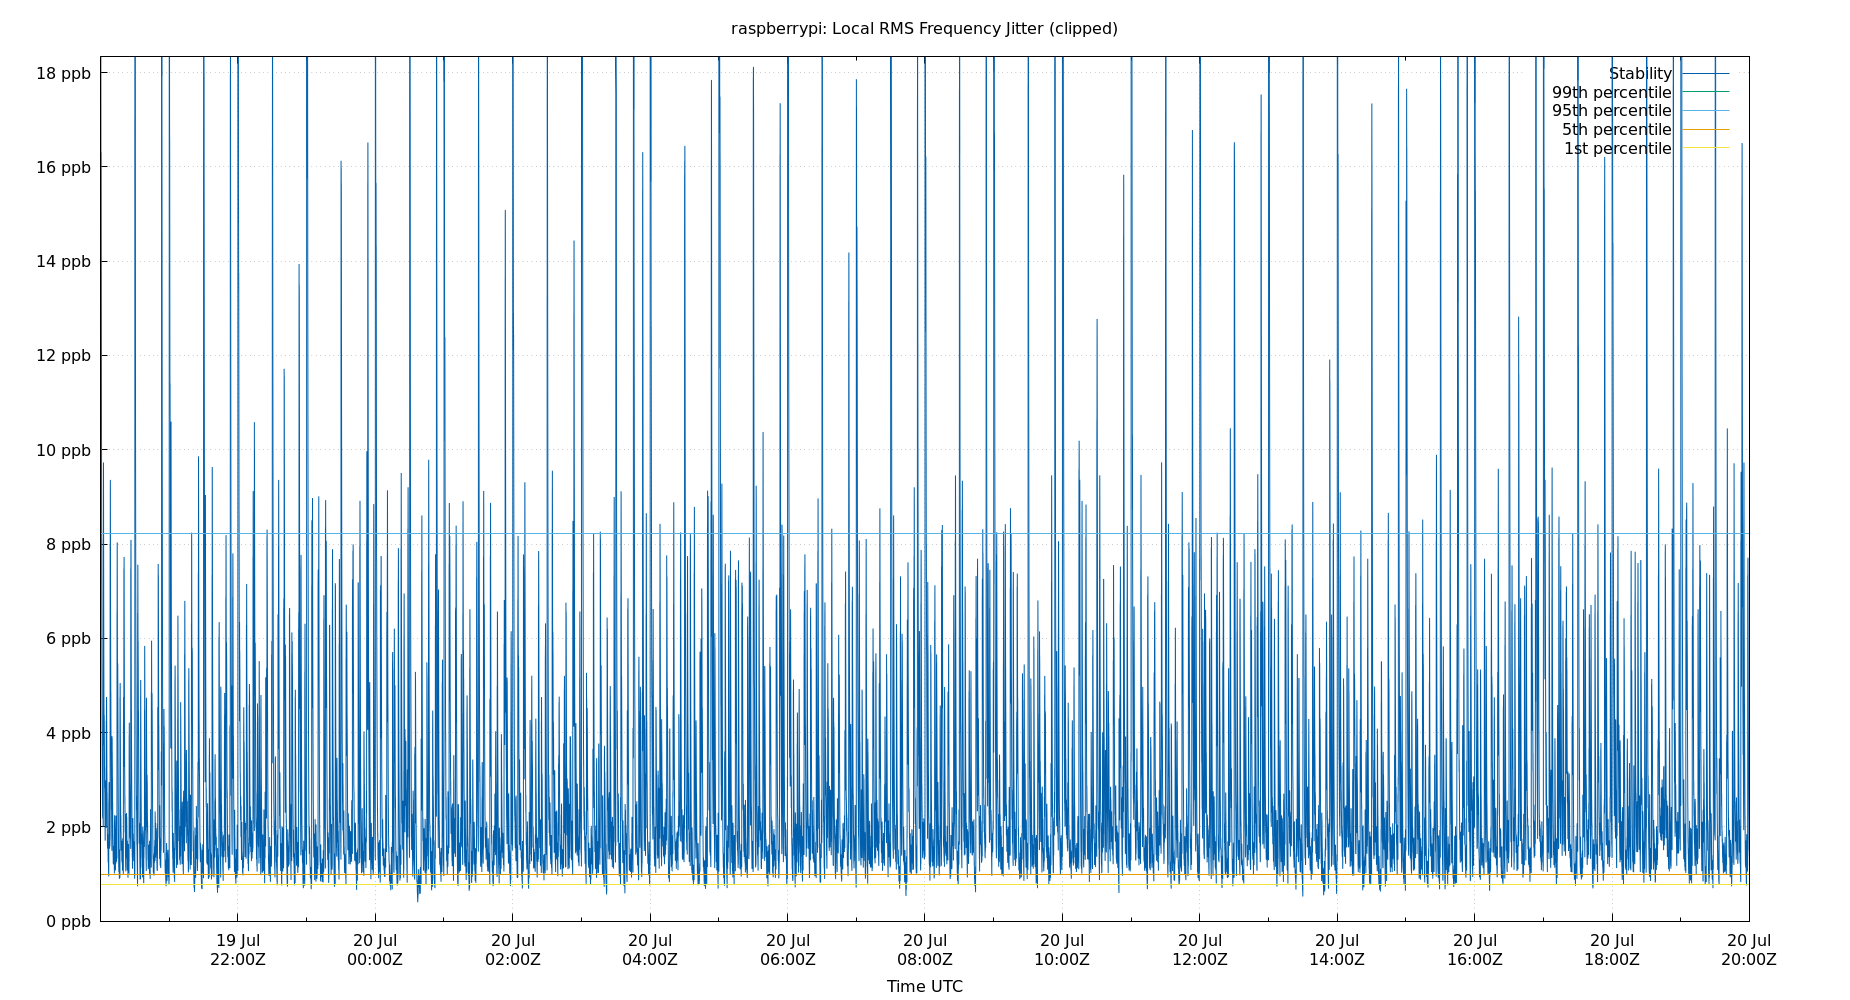 raspberrypi: Local RMS Frequency Jitter (clipped)
18 ppb
16 ppb
14 ppb
12 ppb
10 ppb
8 ppb
6 ppb
4 ppb
2 ppb
0 ppb
Stability
99th percentile
95th percentile
5th percentile
1st percentile
19 Jul 20 Jul 20 Jul 20 Jul 20 Jul 20 Jul 20 Jul 20 Jul 20 Jul 20 Jul 20 Jul 20 Jul
22:00Z 00:00Z 02:00Z 04:00Z 06:00Z 08:00Z 10:00Z 12:00Z 14:00Z 16:00Z 18:00Z 20:00Z
Time UTC